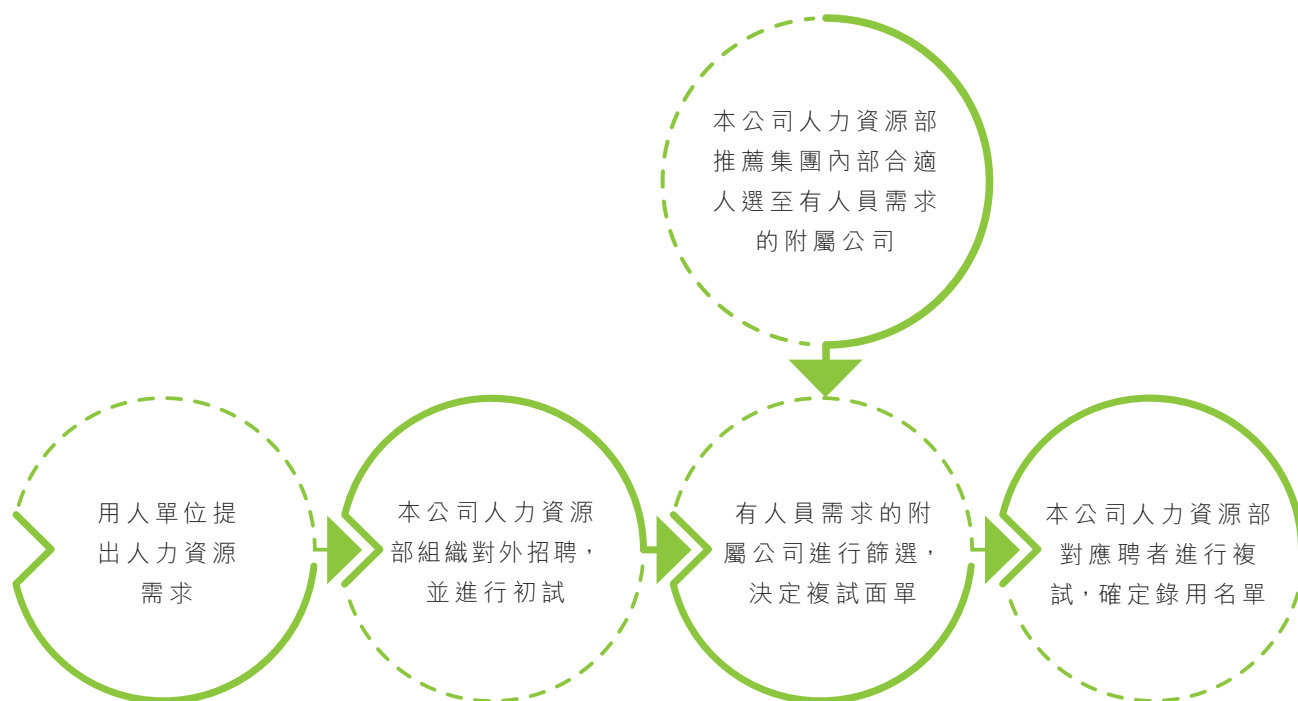 本公司人力資源部
推薦集團內部合適
人選至有人員需求
的附屬公司
用人單位提
出人力資源
需求
本公司人力資源
部組織對外招聘，
並進行初試
有人員需求的附
屬公司進行篩選，
決定複試面單
本公司人力資源部
對應聘者進行複
試，確定錄用名單